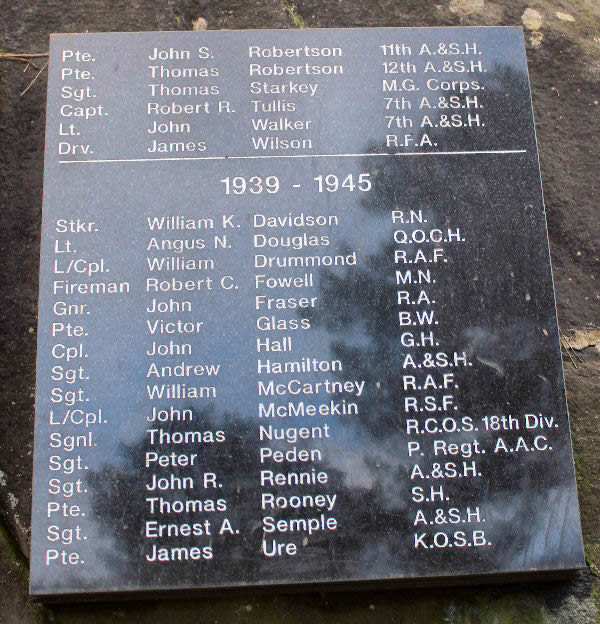 Pte. John S. Robertson 11th A.&S.H.
Pte. Thomas Robertson 12th A.&S.H.
Sgt. Thomas Starkey M.G. Corps.
Capt. Robert R. Tullis 7th A.&S.H.
Lt. John Walker 7th A.&S.H.
Drv. James Wilson R.F.A.
1939 - 1945
Stkr. William K. Davidson R.N.
Lt. Angus N. Douglas Q.O.C.H.
L/Cpl. William Drummond R.A.F.
Fireman Robert C. Fowell M.N.
Gnr. John Fraser R.A.
Pte. Victor Glass B.W.
Cpl. John Hall G.H.
Sgt. Andrew Hamilton A.&S.H.
Sgt. William McCartney R.A.F.
L/Cpl. John McMeekin R.S.F.
Sgnl. Thomas Nugent R.C.O.S. 18th Div.
Sgt. Peter Peden P. Regt. A.A.C.
Sgt. John R. Rennie A.&S.H.
Pte. Thomas Rooney S.H.
Sgt. Ernest A. Semple A.&S.H.
Pte. James Ure K.O.S.B.